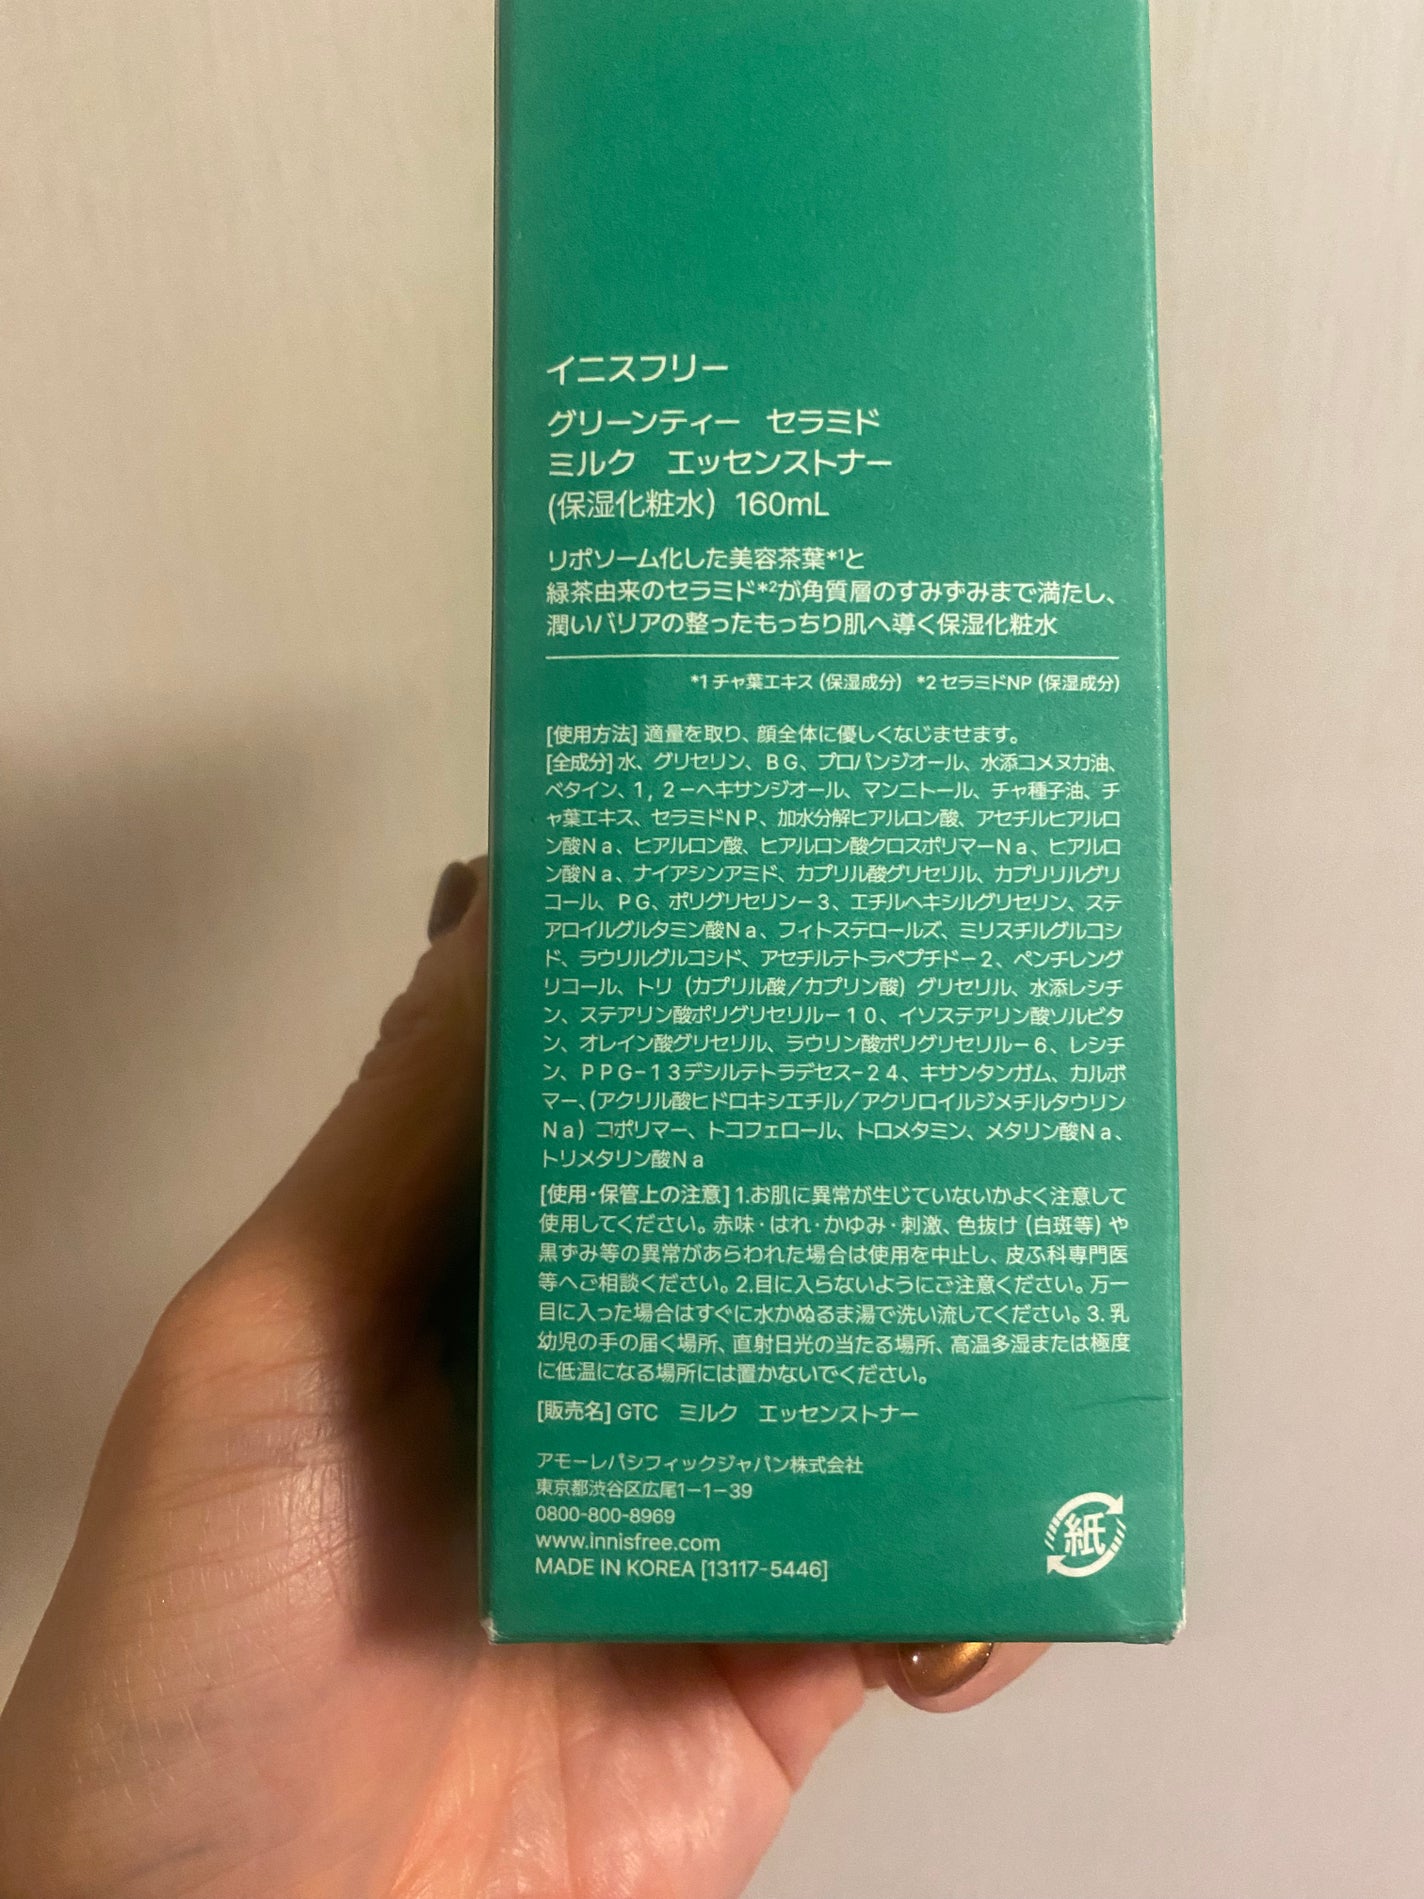 イニスフリー
グリーンティー セラミド
ミルク エッセンストナー
(保湿化粧水) 160mL
リポソーム化した美容茶葉*1と
緑茶由来のセラミド*2が角質層のすみずみまで満たし、
潤いバリアの整ったもっちり肌へ導く保湿化粧水
*1 チャ葉エキス (保湿成分) *2 セラミドNP (保湿成分)
[使用方法] 適量を取り、顔全体に優しくなじませます。
[全成分] 水、グリセリン、BG、プロパンジオール、水添コメヌカ油、
ベタイン、1,2-ヘキサンジオール、マンニトール、チャ種子油、チ
ャ葉エキス、セラミドNP、加水分解ヒアルロン酸、アセチルヒアルロ
ン酸Na、ヒアルロン酸、ヒアルロン酸クロスポリマーNa、ヒアルロ
ン酸Na、ナイアシンアミド、カプリル酸グリセリル、カプリリルグリ
コール、PG、ポリグリセリン-3、エチルヘキシルグリセリン、ステ
アロイルグルタミン酸Na、フィトステロールズ、ミリスチルグルコシ
ド、ラウリルグルコシド、アセチルテトラペプチド-2、ペンチレング
リコール、トリ (カプリル酸/カプリン酸) グリセリル、水添レシチ
ン、ステアリン酸ポリグリセリル-10、イソステアリン酸ソルビタ
ン、オレイン酸グリセリル、ラウリン酸ポリグリセリル-6、レシチ
ン、PPG-13デシルテトラデセス-24、キサンタンガム、カルボ
マー、(アクリル酸ヒドロキシエチル/アクリロイルジメチルタウリン
Na) コポリマー、トコフェロール、トロメタミン、メタリン酸Na、
トリメタリン酸Na
[使用・保管上の注意] 1.お肌に異常が生じていないかよく注意して
使用してください。赤味・はれ・かゆみ・刺激、色抜け (白斑等) や
黒ずみ等の異常があらわれた場合は使用を中止し、皮ふ科専門医
等へご相談ください。2.目に入らないようにご注意ください。万一
目に入った場合はすぐに水かぬるま湯で洗い流してください。3. 乳
幼児の手の届く場所、直射日光の当たる場所、高温多湿または極度
に低温になる場所には置かないでください。
[販売名] GTC ミルク エッセンストナー
アモーレパシフィックジャパン株式会社
東京都渋谷区広尾1-1-39
0800-800-8969
www.innisfree.com
MADE IN KOREA [13117-5446]
紙